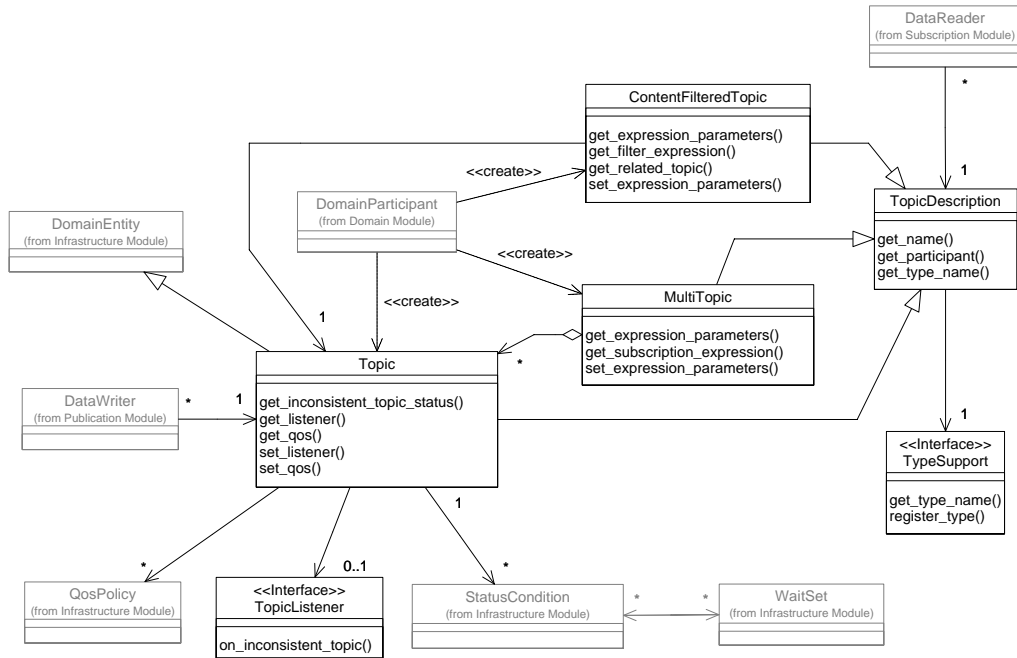 DataReader
(from Subscription Module)
*
1
ContentFilteredTopic
get_expression_parameters()
get_filter_expression()
get_related_topic()
set_expression_parameters()
<<create>>
DomainParticipant
(from Domain Module)
<<create>>
<<create>>
TopicDescription
get_name()
get_participant()
get_type_name()
DomainEntity
(from Infrastructure Module)
MultiTopic
get_expression_parameters()
get_subscription_expression()
set_expression_parameters()
1
*
Topic
get_inconsistent_topic_status()
get_listener()
get_qos()
set_listener()
set_qos()
DataWriter
(from Publication Module)
*
1
1
<<Interface>>
TypeSupport
get_type_name()
register_type()
1
*
0..1
*
QosPolicy
(from Infrastructure Module)
<<Interface>>
TopicListener
on_inconsistent_topic()
StatusCondition
(from Infrastructure Module)
*
*
WaitSet
(from Infrastructure Module)